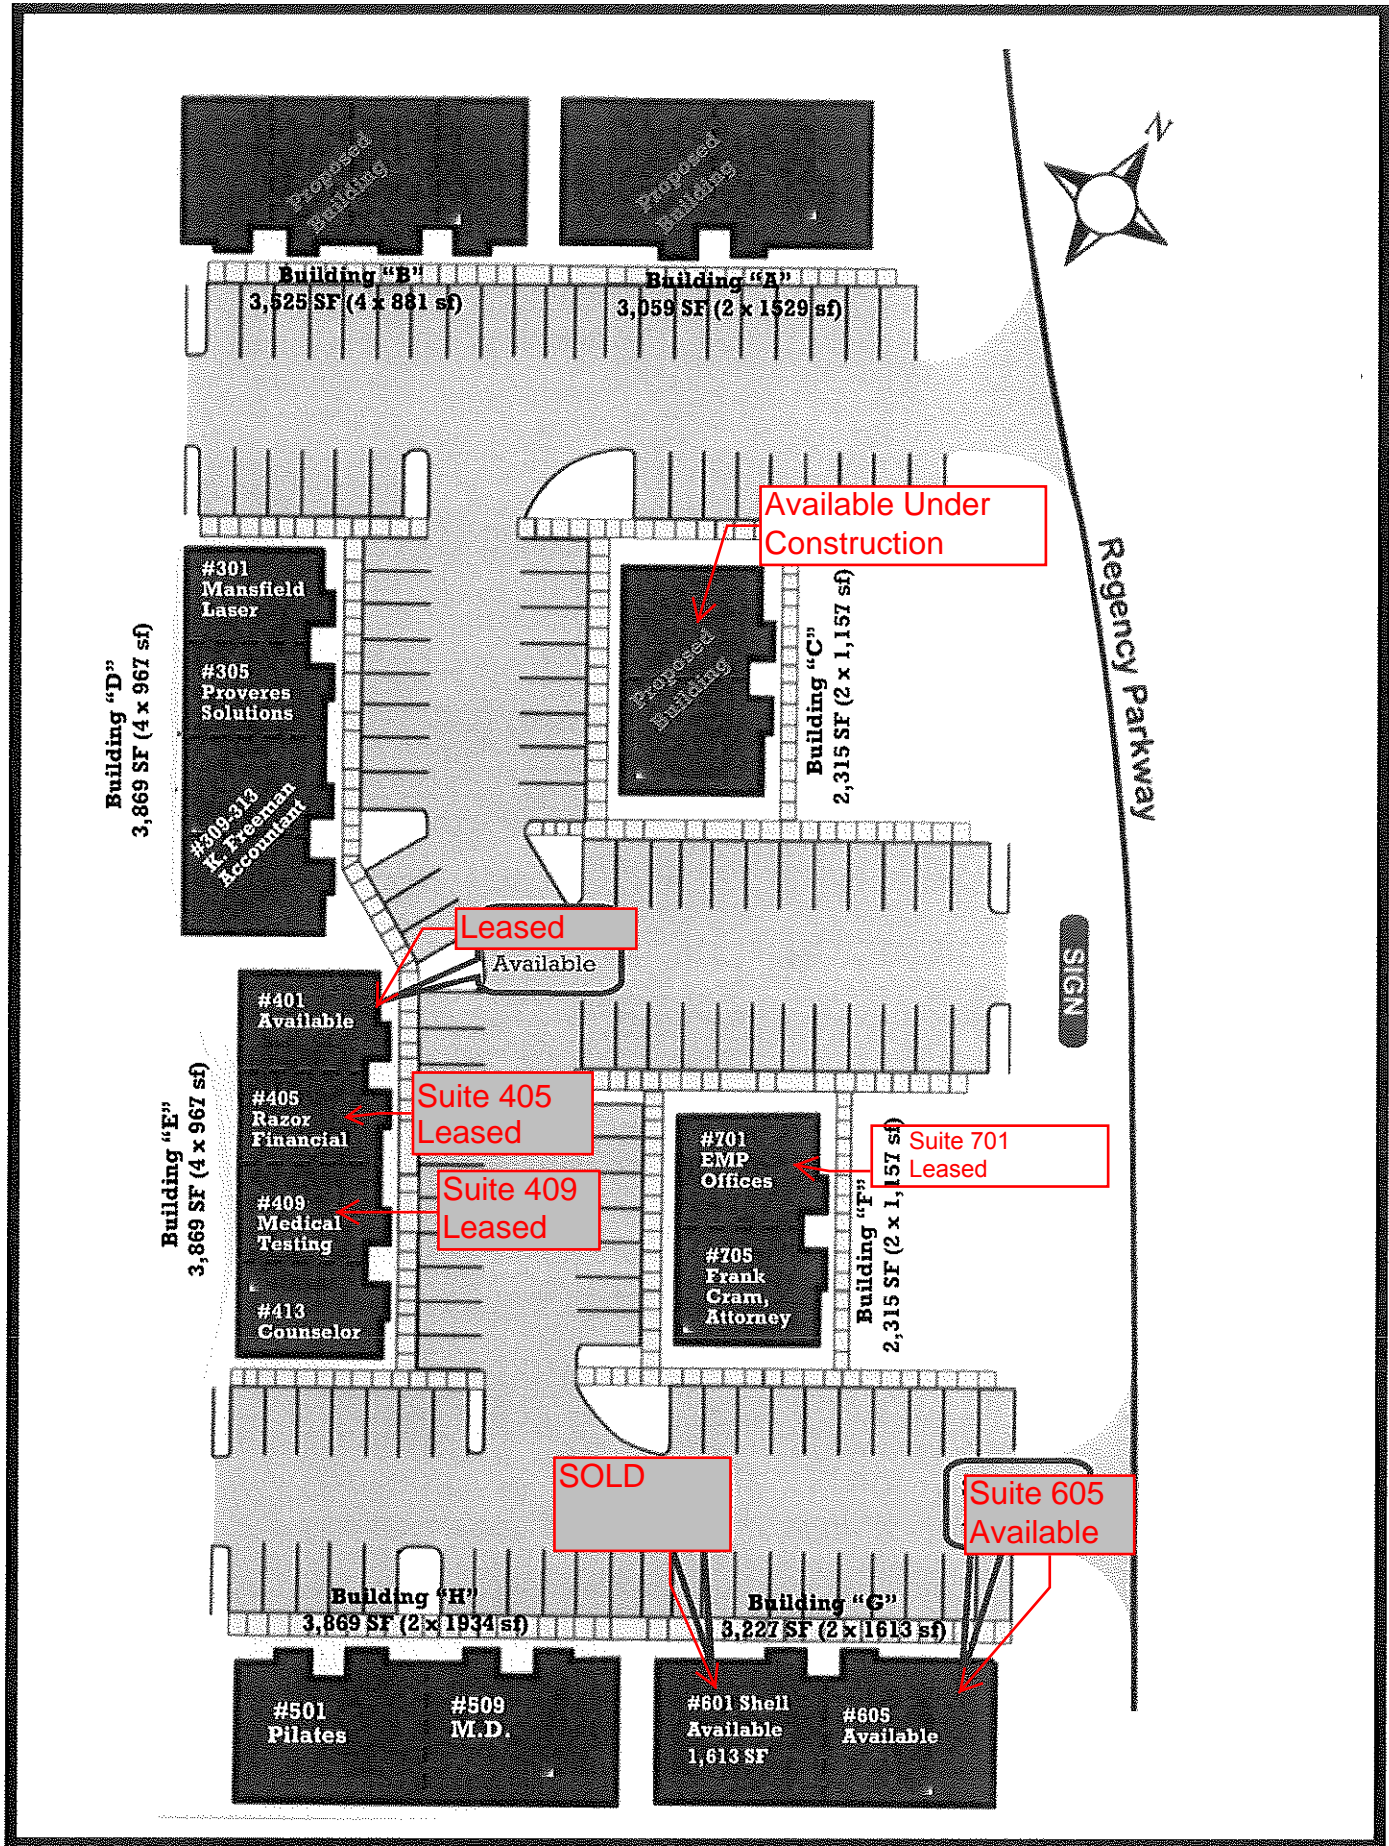 N
Proposed
Building
Proposed
Building
Building "B"
3,525 SF (4 x 881 sf)
Building "A"
3,059 SF (2 x 1529 sf)
Available Under
Construction
Regency Parkway
#301
Mansfield
Laser
#305
Proveres
Solutions
#309-313
K. Freeman
Accountant
Building "D"
3,869 SF (4 x 967 sf)
Proposed
Building
Building "C"
2,315 SF (2 x 1,157 sf)
Leased
Available
SIGN
#401
Available
#405
Razor
Financial
#409
Medical
Testing
#413
Counselor
Building "E"
3,869 SF (4 x 967 sf)
Suite 405
Leased
Suite 409
Leased
#701
EMP
Offices
#705
Frank
Cram,
Attorney
Suite 701
Leased
Building "F"
2,315 SF (2 x 1,157 sf)
SOLD
Suite 605
Available
Building "H"
3,869 SF (2 x 1934 sf)
Building "G"
3,227 SF (2 x 1613 sf)
#501
Pilates
#509
M.D.
#601 Shell
Available
1,613 SF
#605
Available